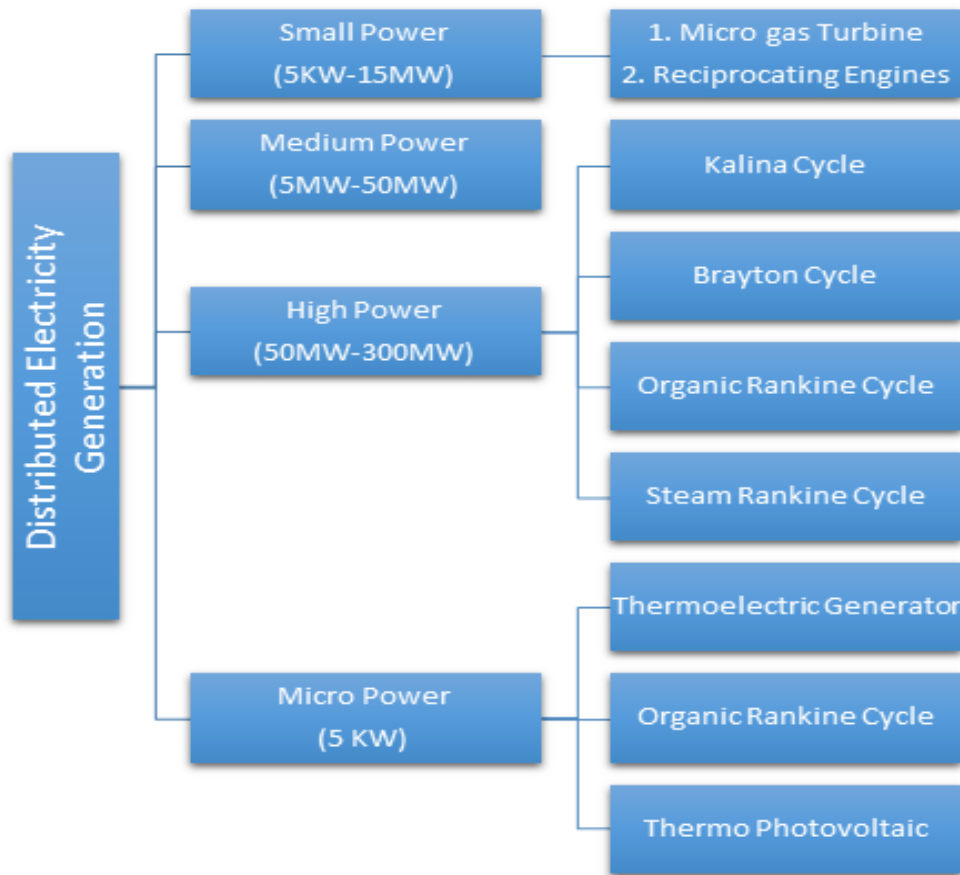 Distributed Electricity
Generation
Small Power
(5KW-15MW)
1. Micro gas Turbine
2. Reciprocating Engines
Medium Power
(5MW-50MW)
High Power
(50MW-300MW)
Kalina Cycle
Brayton Cycle
Organic Rankine Cycle
Steam Rankine Cycle
Micro Power
(5 KW)
Thermoelectric Generator
Organic Rankine Cycle
Thermo Photovoltaic